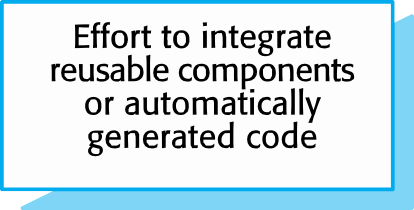 Effort to integrate
reusable components
or automatically
generated code